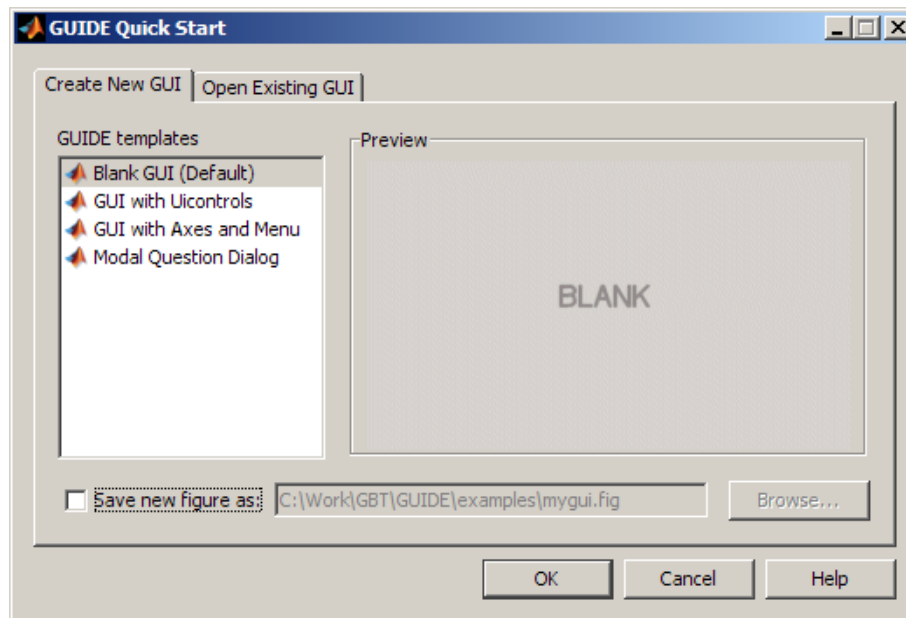 GUIDE Quick Start
Create New GUI
Open Existing GUI
GUIDE templates
Blank GUI (Default)
GUI with Uicontrols
GUI with Axes and Menu
Modal Question Dialog
Preview
BLANK
Save new figure as:
C:\Work\GBT\GUIDE\examples\mygui.fig
Browse...
OK
Cancel
Help